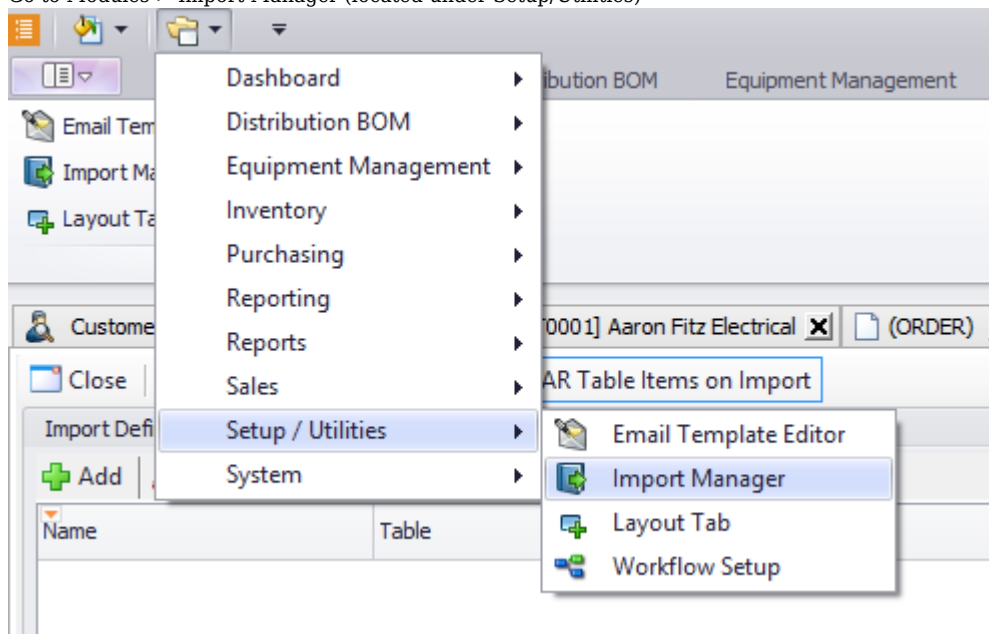 Go to Modules > Import Manager (located under Setup/Utilities)
Dashboard
ibution BOM
Equipment Management
Email Tem
Distribution BOM
Import Ma
Equipment Management
Layout Ta
Inventory
Purchasing
Reporting
Custome
Reports
0001] Aaron Fitz Electrical
(ORDER)
Close
Sales
AR Table Items on Import
Import Defi
Setup / Utilities
Email Template Editor
Add
System
Import Manager
Name
Table
Layout Tab
Workflow Setup